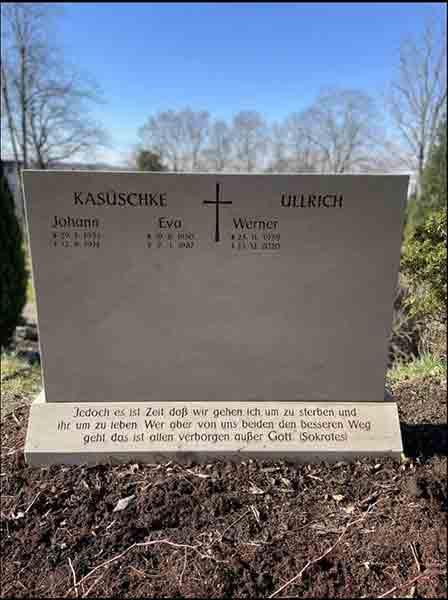 KASÜSCHKE ULLRICH
Johann Eva Werner
Jedoch es ist Zeit daß wir gehen ich um zu sterben und
ihr um zu leben. Wer aber von uns beiden den besseren Weg
geht das ist allen verborgen außer Gott. (Sokrates)